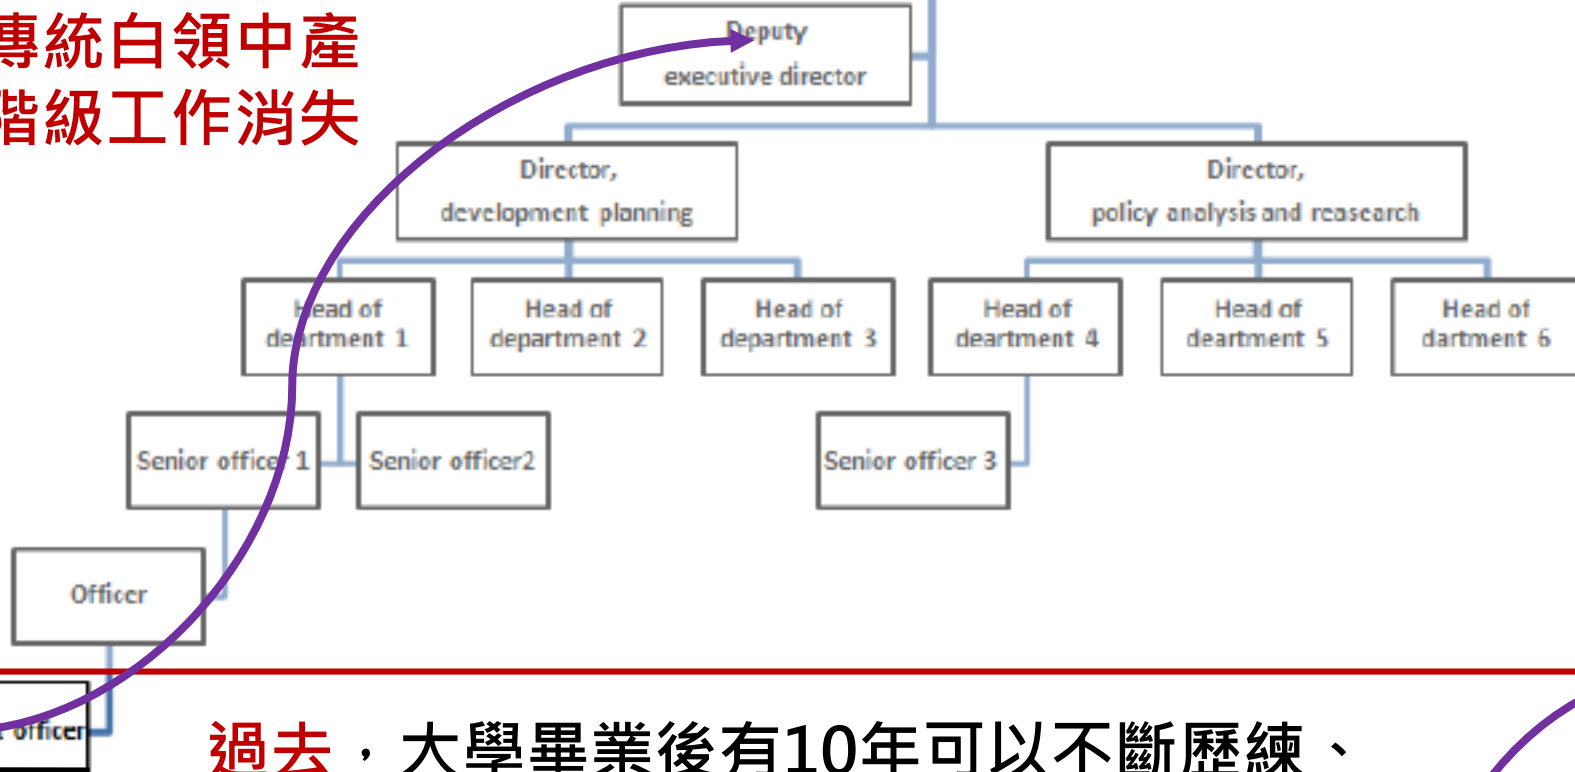 傳統白領中產
階級工作消失
Deputy
executive director
Director,
development planning
Director,
policy analysis and reasearch
Head of
deartment 1
Head of
department 2
Head of
department 3
Head of
deartment 4
Head of
deartment 5
Head of
dartment 6
Senior officer 1
Senior officer2
Senior officer 3
Officer
officer
過去，大學畢業後有10年可以不斷歷練、